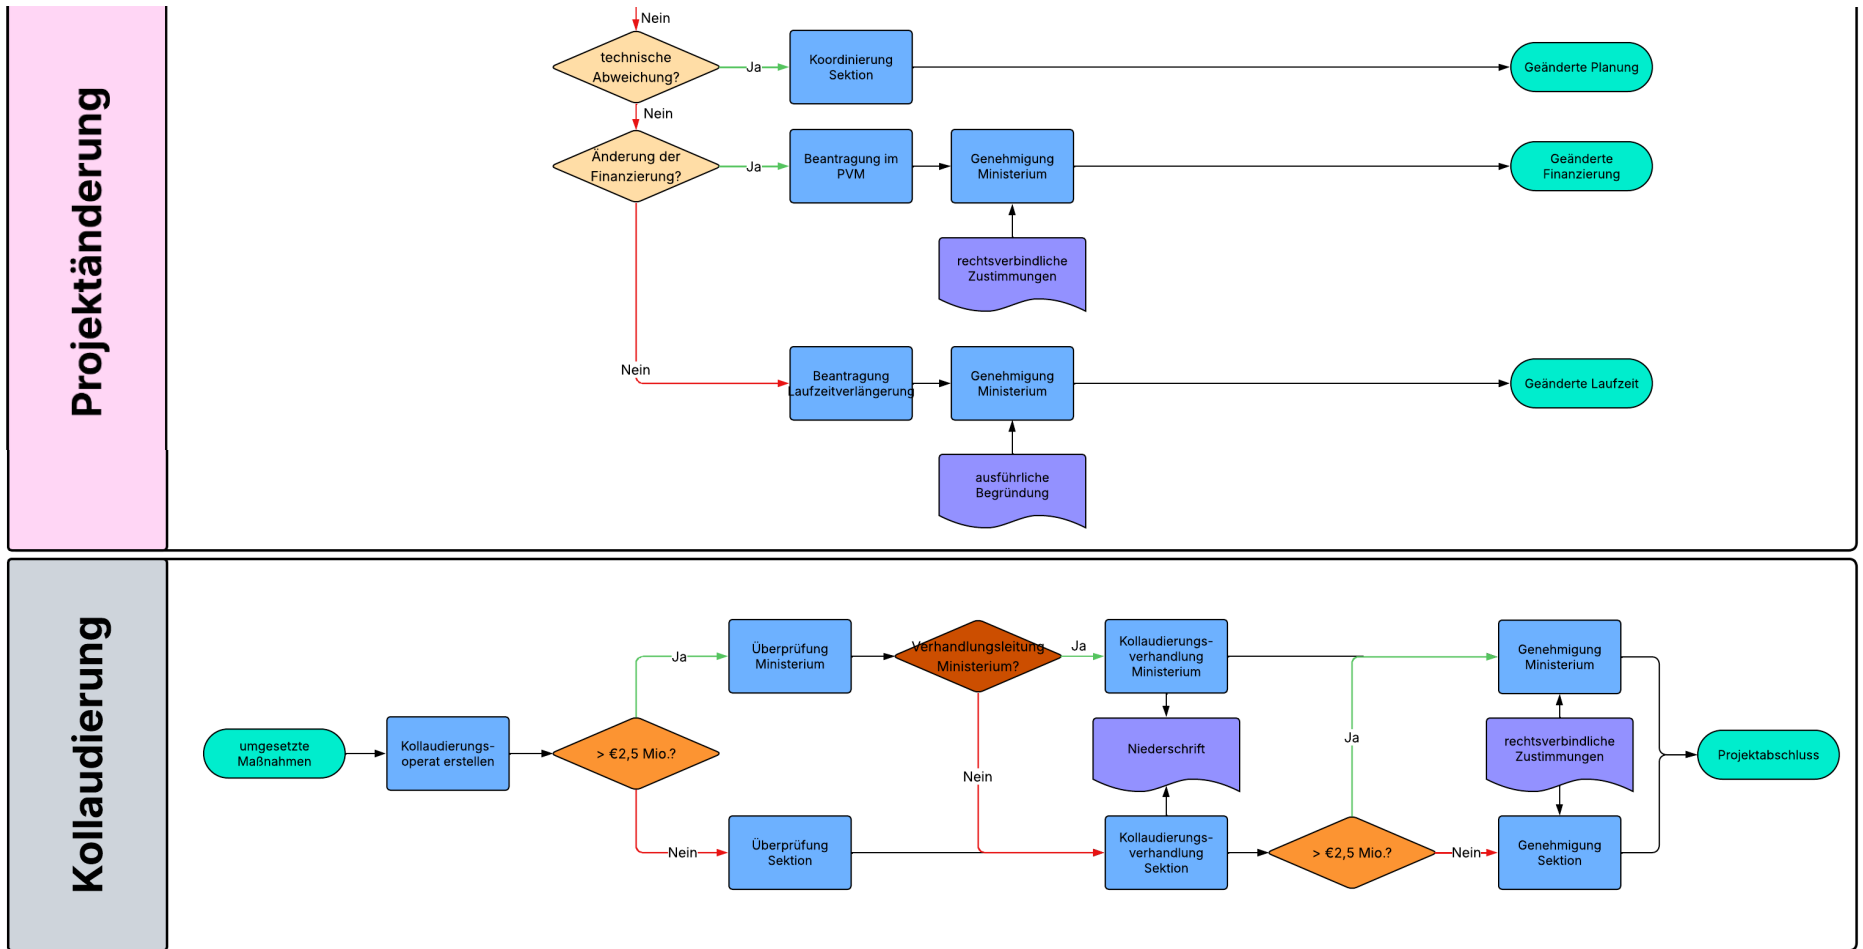 Projektänderung
Nein
technische
Abweichung?
Ja
Koordinierung
Sektion
Geänderte Planung
Nein
Änderung der
Finanzierung?
Ja
Beantragung im
PVM
Genehmigung
Ministerium
Geänderte
Finanzierung
rechtsverbindliche
Zustimmungen
Nein
Beantragung
Laufzeitverlängerung
Genehmigung
Ministerium
Geänderte Laufzeit
ausführliche
Begründung
Kollaudierung
umgesetzte
Maßnahmen
Kollaudierungs-
operat erstellen
> €2,5 Mio.?
Ja
Überprüfung
Ministerium
Verhandlungsleitung
Ministerium?
Ja
Kollaudierungs-
verhandlung
Ministerium
Genehmigung
Ministerium
Niederschrift
Ja
rechtsverbindliche
Zustimmungen
Projektabschluss
Nein
Nein
Überprüfung
Sektion
Kollaudierungs-
verhandlung
Sektion
> €2,5 Mio.?
Nein
Genehmigung
Sektion